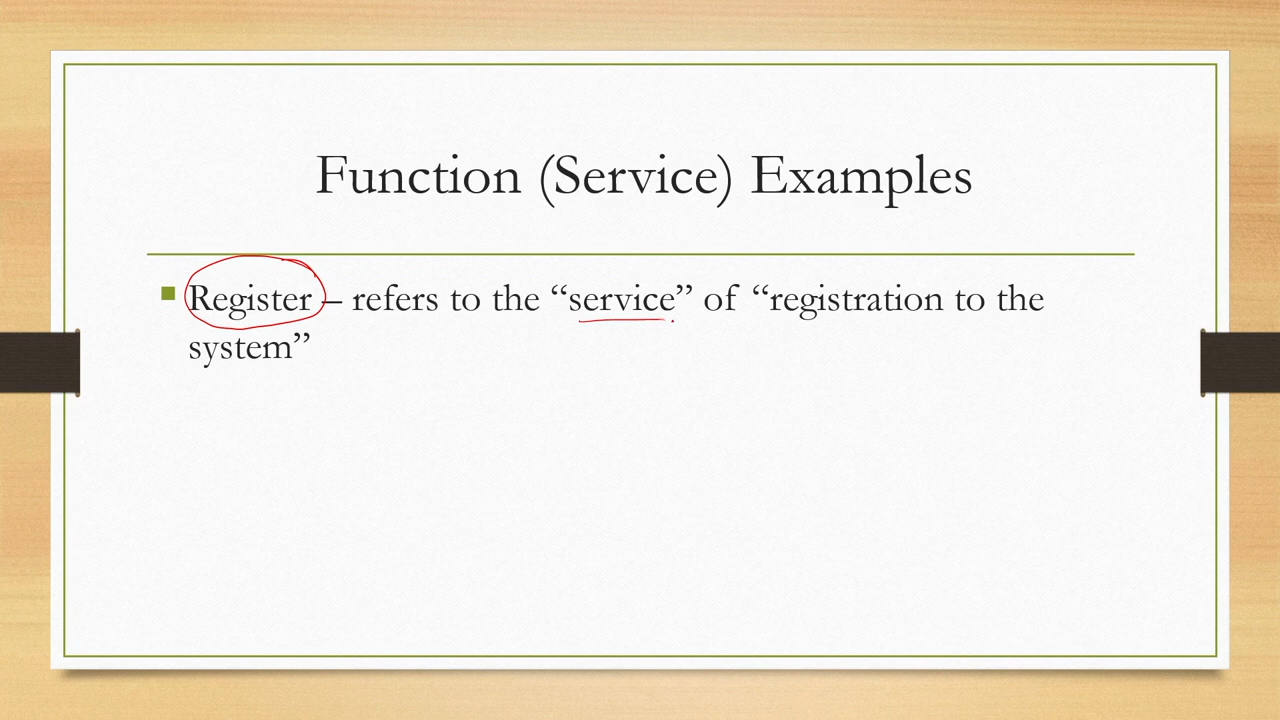 Function (Service) Examples
Register – refers to the “service” of “registration to the
system”